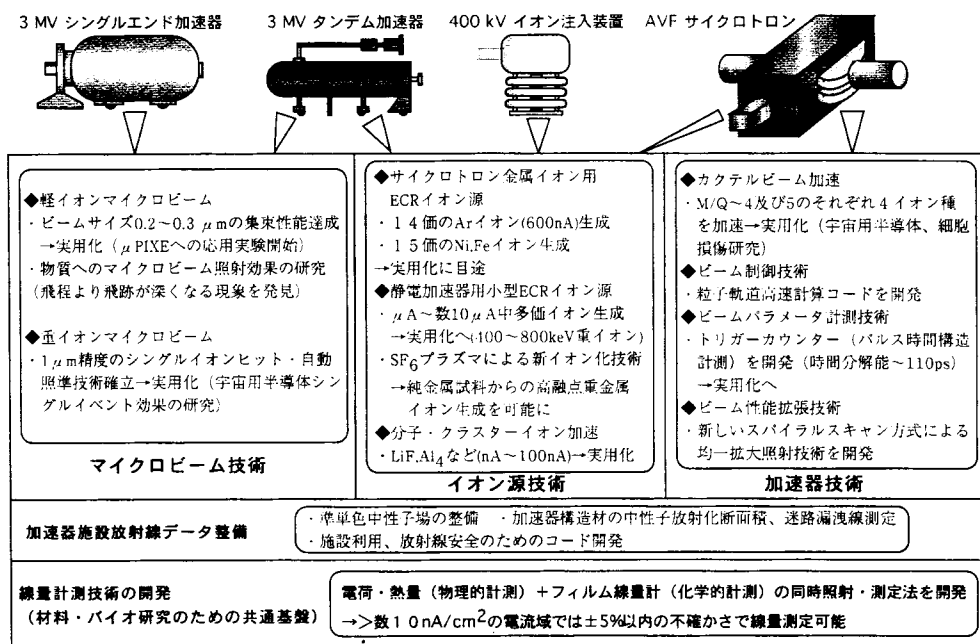 3 MV シングルエンド加速器
3 MV タンデム加速器
400 kV イオン注入装置
AVF サイクロトロン
◆軽イオンマイクロビーム
・ビームサイズ0.2～0.3 μmの集束性能達成
→実用化（μPIXEへの応用実験開始）
・物質へのマイクロビーム照射効果の研究
（飛程より飛跡が深くなる現象を発見）
◆重イオンマイクロビーム
・1μm精度のシングルイオンヒット・自動
照準技術確立→実用化（宇宙用半導体シン
グルイベント効果の研究）
マイクロビーム技術
◆サイクロトロン金属イオン用
ECRイオン源
・１４価のArイオン(600nA)生成
・１５価のNi,Feイオン生成
→実用化に目途
◆静電加速器用小型ECRイオン源
・μA～数10μA中多価イオン生成
→実用化へ(400～800keV重イオン)
・SF6プラズマによる新イオン化技術
→純金属試料からの高融点重金属
イオン生成を可能に
◆分子・クラスターイオン加速
・LiF,Al4など(nA～100nA)→実用化
イオン源技術
◆カクテルビーム加速
・M/Q～4及び5のそれぞれ４イオン種
を加速→実用化（宇宙用半導体、細胞
損傷研究）
◆ビーム制御技術
・粒子軌道高速計算コードを開発
◆ビームパラメータ計測技術
・トリガーカウンター（パルス時間構造
計測）を開発（時間分解能～110ps）
→実用化へ
◆ビーム性能拡張技術
・新しいスパイラルスキャン方式による
均一拡大照射技術を開発
加速器技術
加速器施設放射線データ整備
・準単色中性子場の整備　・加速器構造材の中性子放射化断面積、迷路漏洩線測定
・施設利用、放射線安全のためのコード開発
線量計測技術の開発
（材料・バイオ研究のための共通基盤）
電荷・熱量（物理的計測）＋フィルム線量計（化学的計測）の同時照射・測定法を開発
→＞数１０nA/cm2の電流域では±5%以内の不確かさで線量測定可能